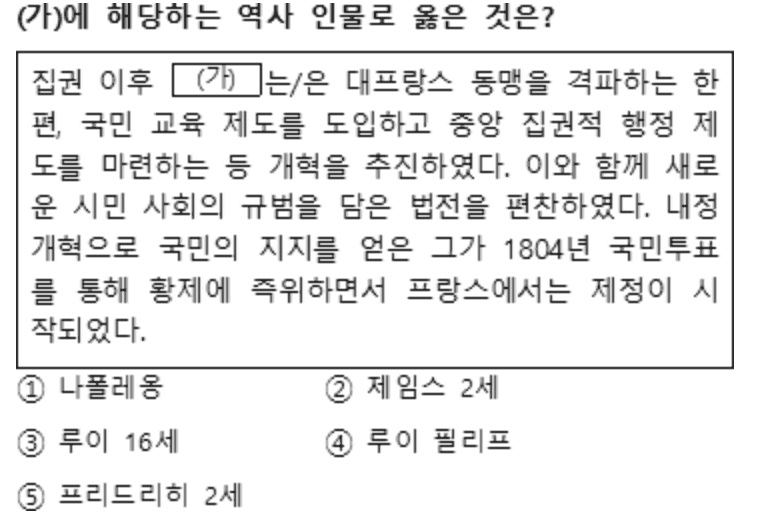 (가)에 해당하는 역사 인물로 옳은 것은?
집권 이후 (가) 는/은 대프랑스 동맹을 격파하는 한
편, 국민 교육 제도를 도입하고 중앙 집권적 행정 제
도를 마련하는 등 개혁을 추진하였다. 이와 함께 새로
운 시민 사회의 규범을 담은 법전을 편찬하였다. 내정
개혁으로 국민의 지지를 얻은 그가 1804년 국민투표
를 통해 황제에 즉위하면서 프랑스에서는 제정이 시
작되었다.
① 나폴레옹 ② 제임스 2세
③ 루이 16세 ④ 루이 필리프
⑤ 프리드리히 2세